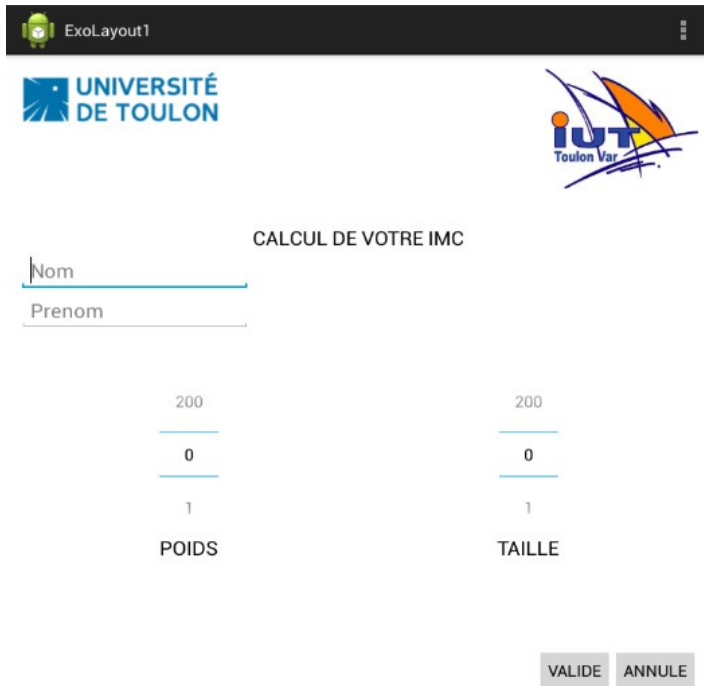 ExoLayout1
UNIVERSITÉ
DE TOULON
iUT
Toulon Var
CALCUL DE VOTRE IMC
Nom
Prenom
200
200
0
0
1
1
POIDS
TAILLE
VALIDE
ANNULE